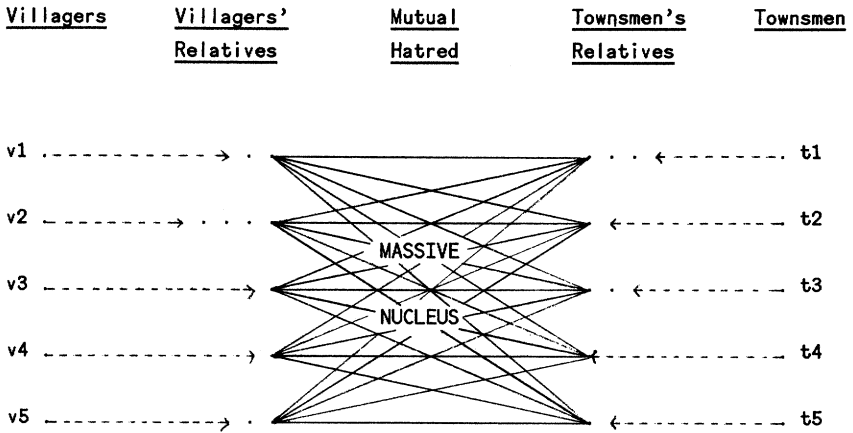 Villagers Villagers' Mutual Townsmen's Townsmen
Relatives Hatred Relatives
v1 t1
v2 t2
MASSIVE
v3 t3
NUCLEUS
v4 t4
v5 t5